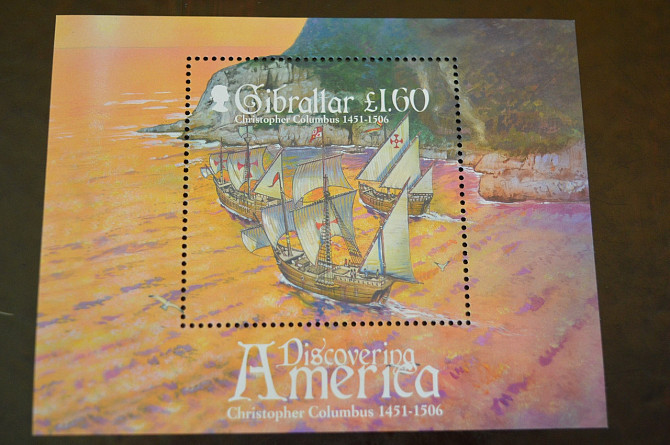 Gibraltar £1.60
Christopher Columbus 1451-1506
Discovering
America
Christopher Columbus 1451-1506